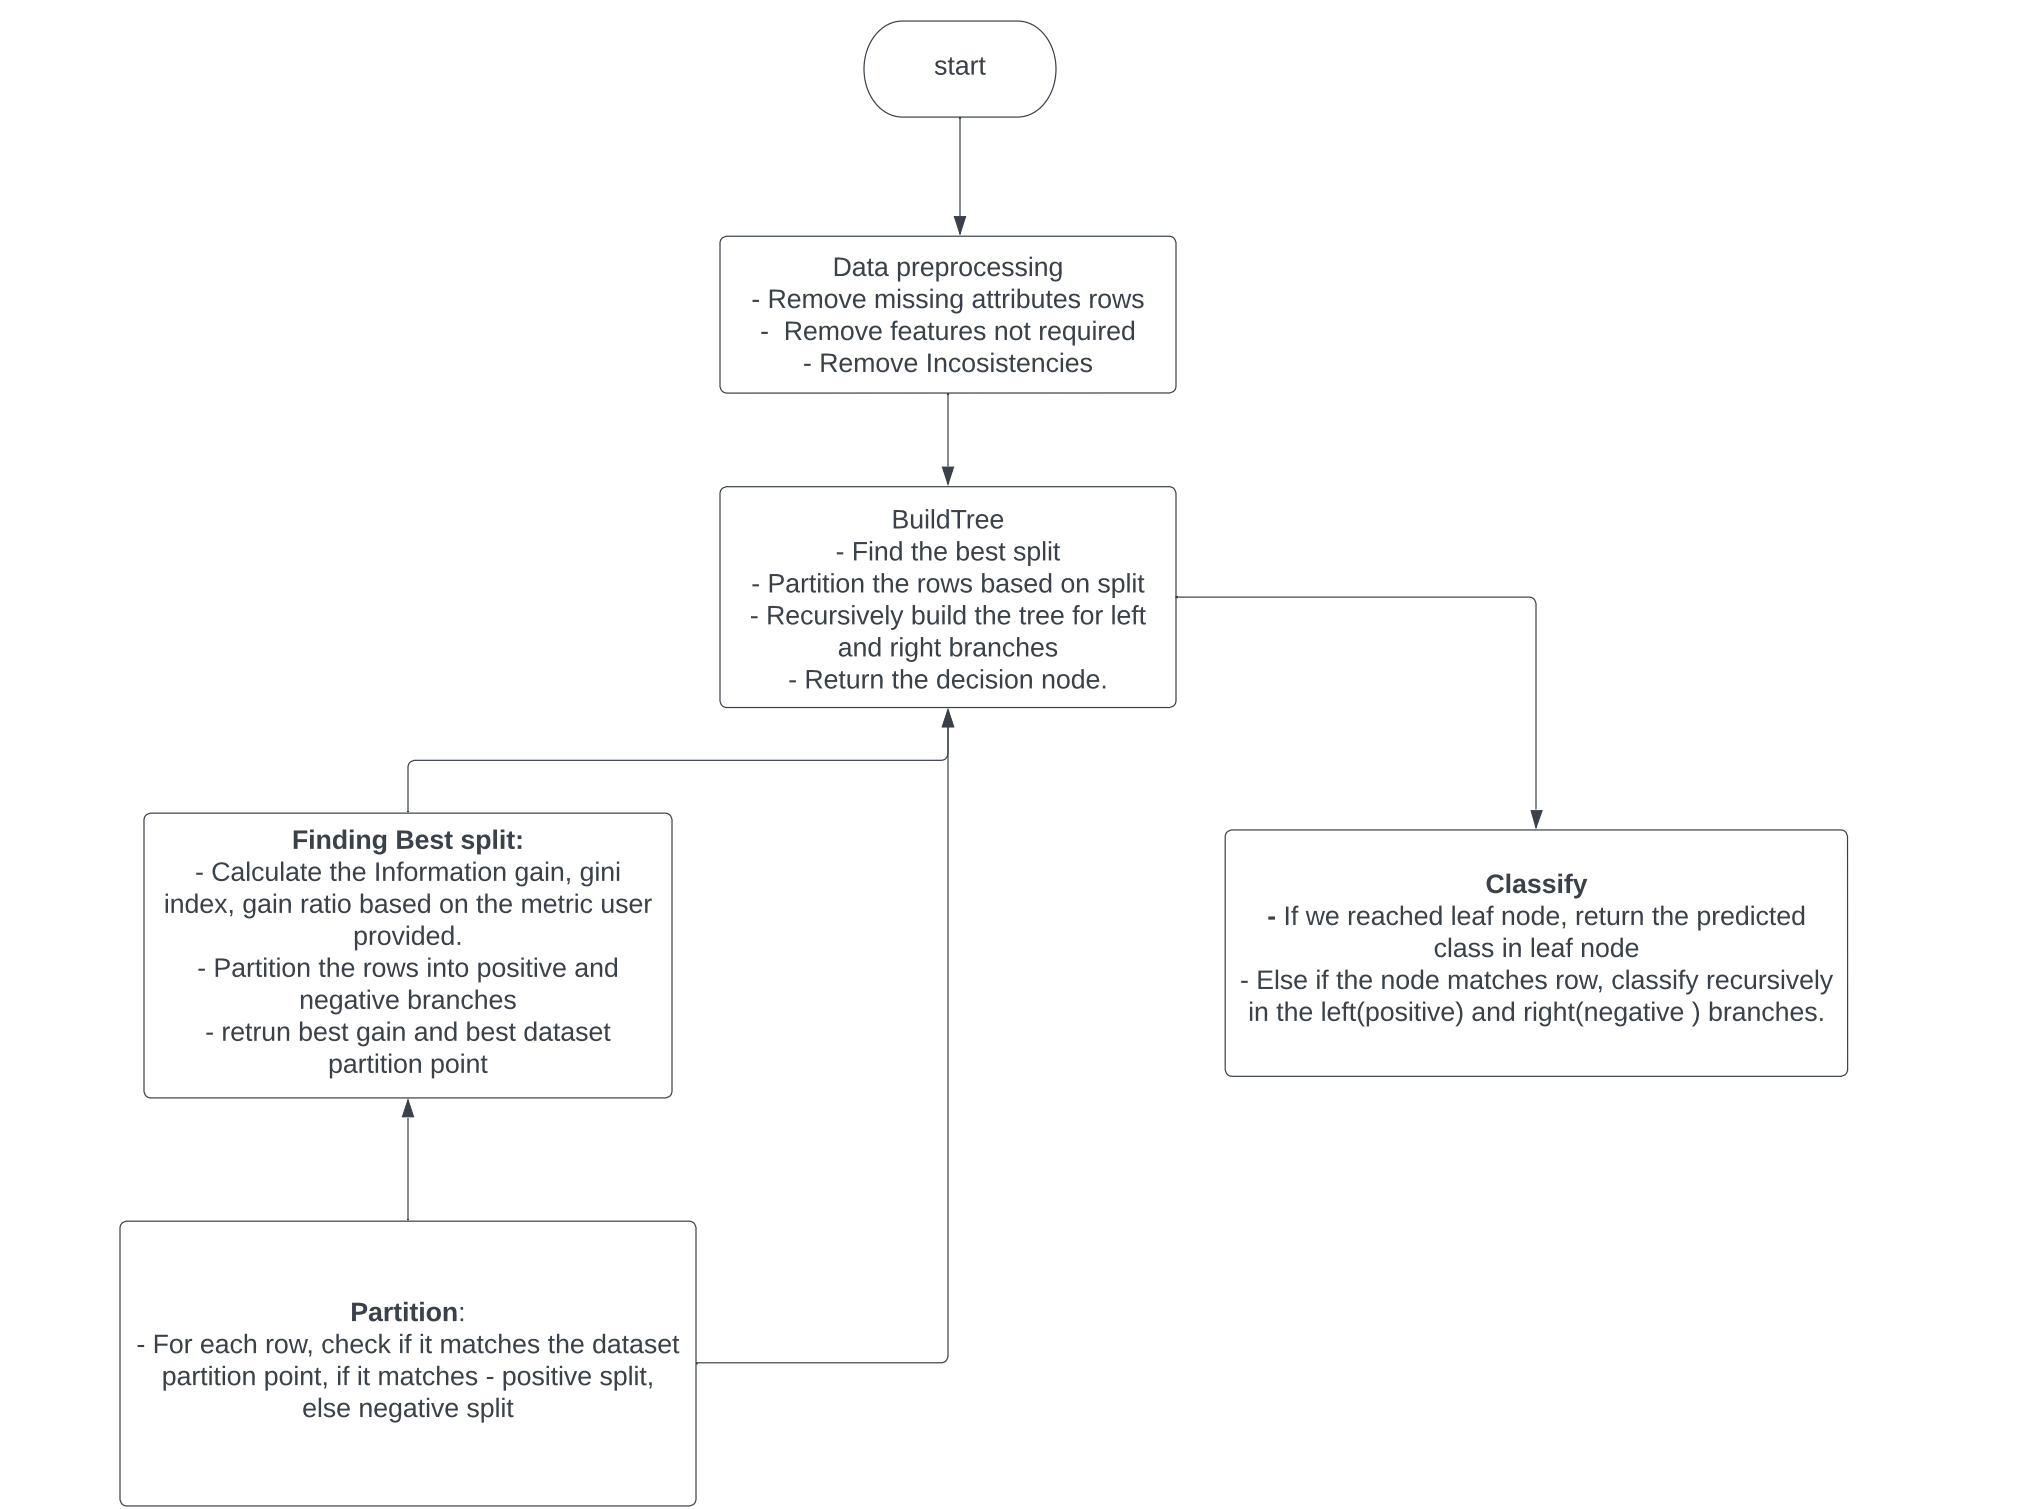 start
Data preprocessing
- Remove missing attributes rows
-  Remove features not required
- Remove Incosistencies
BuildTree
- Find the best split
- Partition the rows based on split
- Recursively build the tree for left
and right branches
- Return the decision node.
Finding Best split:
- Calculate the Information gain, gini
index, gain ratio based on the metric user
provided.
- Partition the rows into positive and
negative branches
- retrun best gain and best dataset
partition point
Classify
- If we reached leaf node, return the predicted
class in leaf node
- Else if the node matches row, classify recursively
in the left(positive) and right(negative ) branches.
Partition:
- For each row, check if it matches the dataset
partition point, if it matches - positive split,
else negative split